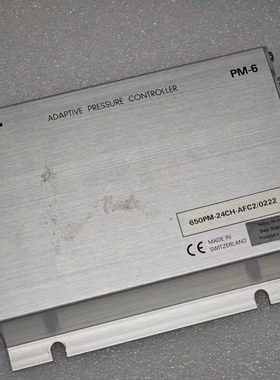 ADAPTIVE PRESSURE CONTROLLER
PM-6
650PM-24CH-AFC2/0222
CE
MADE IN
SWITZERLAND